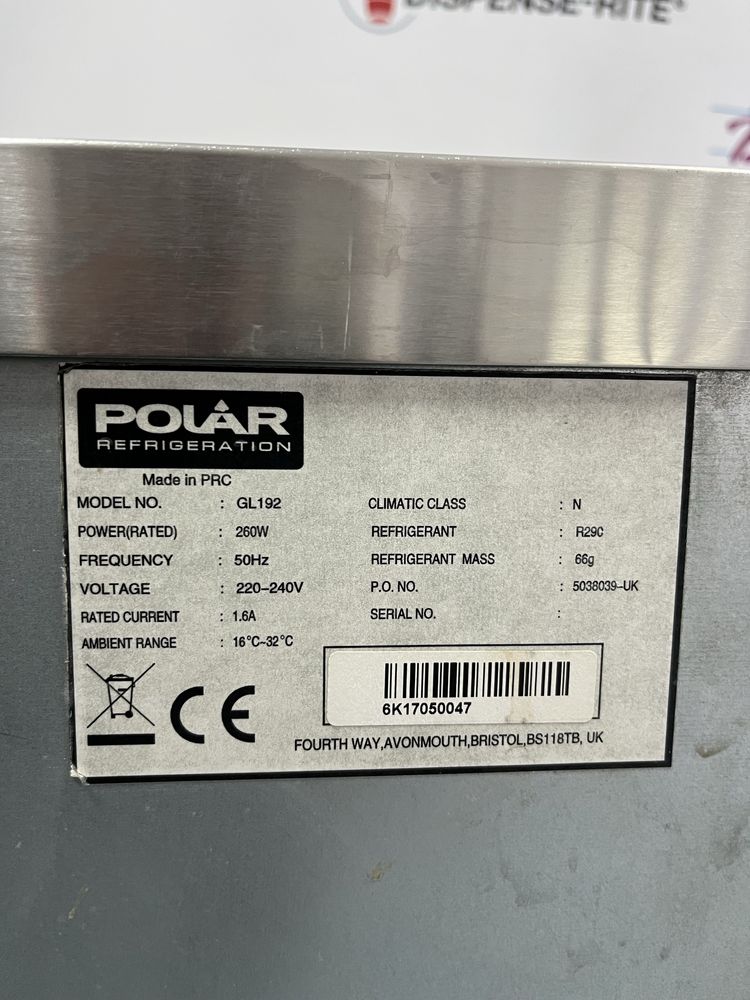 DISPENSE-RITE®
POLAR
REFRIGERATION
Made in PRC
MODEL NO. : GL192
POWER(RATED) : 260W
FREQUENCY : 50Hz
VOLTAGE : 220-240V
RATED CURRENT : 1.6A
AMBIENT RANGE : 16°C~32°C
CLIMATIC CLASS : N
REFRIGERANT : R290
REFRIGERANT MASS : 66g
P.O. NO. : 5038039-UK
SERIAL NO. :
6K17050047
CE
FOURTH WAY,AVONMOUTH,BRISTOL,BS118TB, UK